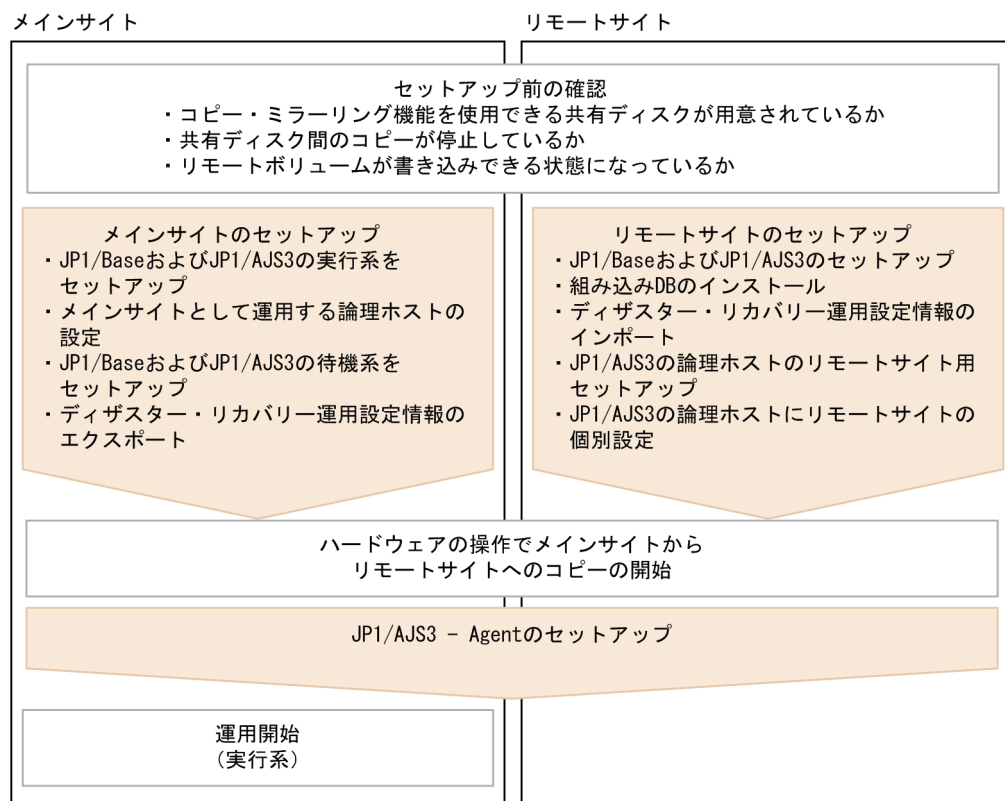 メインサイト
リモートサイト
セットアップ前の確認
・コピー・ミラーリング機能を使用できる共有ディスクが用意されているか
・共有ディスク間のコピーが停止しているか
・リモートボリュームが書き込みできる状態になっているか
メインサイトのセットアップ
・JP1/BaseおよびJP1/AJS3の実行系を
セットアップ
・メインサイトとして運用する論理ホストの
設定
・JP1/BaseおよびJP1/AJS3の待機系を
セットアップ
・ディザスター・リカバリー運用設定情報の
エクスポート
リモートサイトのセットアップ
・JP1/BaseおよびJP1/AJS3のセットアップ
・組み込みDBのインストール
・ディザスター・リカバリー運用設定情報の
インポート
・JP1/AJS3の論理ホストのリモートサイト用
セットアップ
・JP1/AJS3の論理ホストにリモートサイトの
個別設定
ハードウェアの操作でメインサイトから
リモートサイトへのコピーの開始
JP1/AJS3 - Agentのセットアップ
運用開始
(実行系)